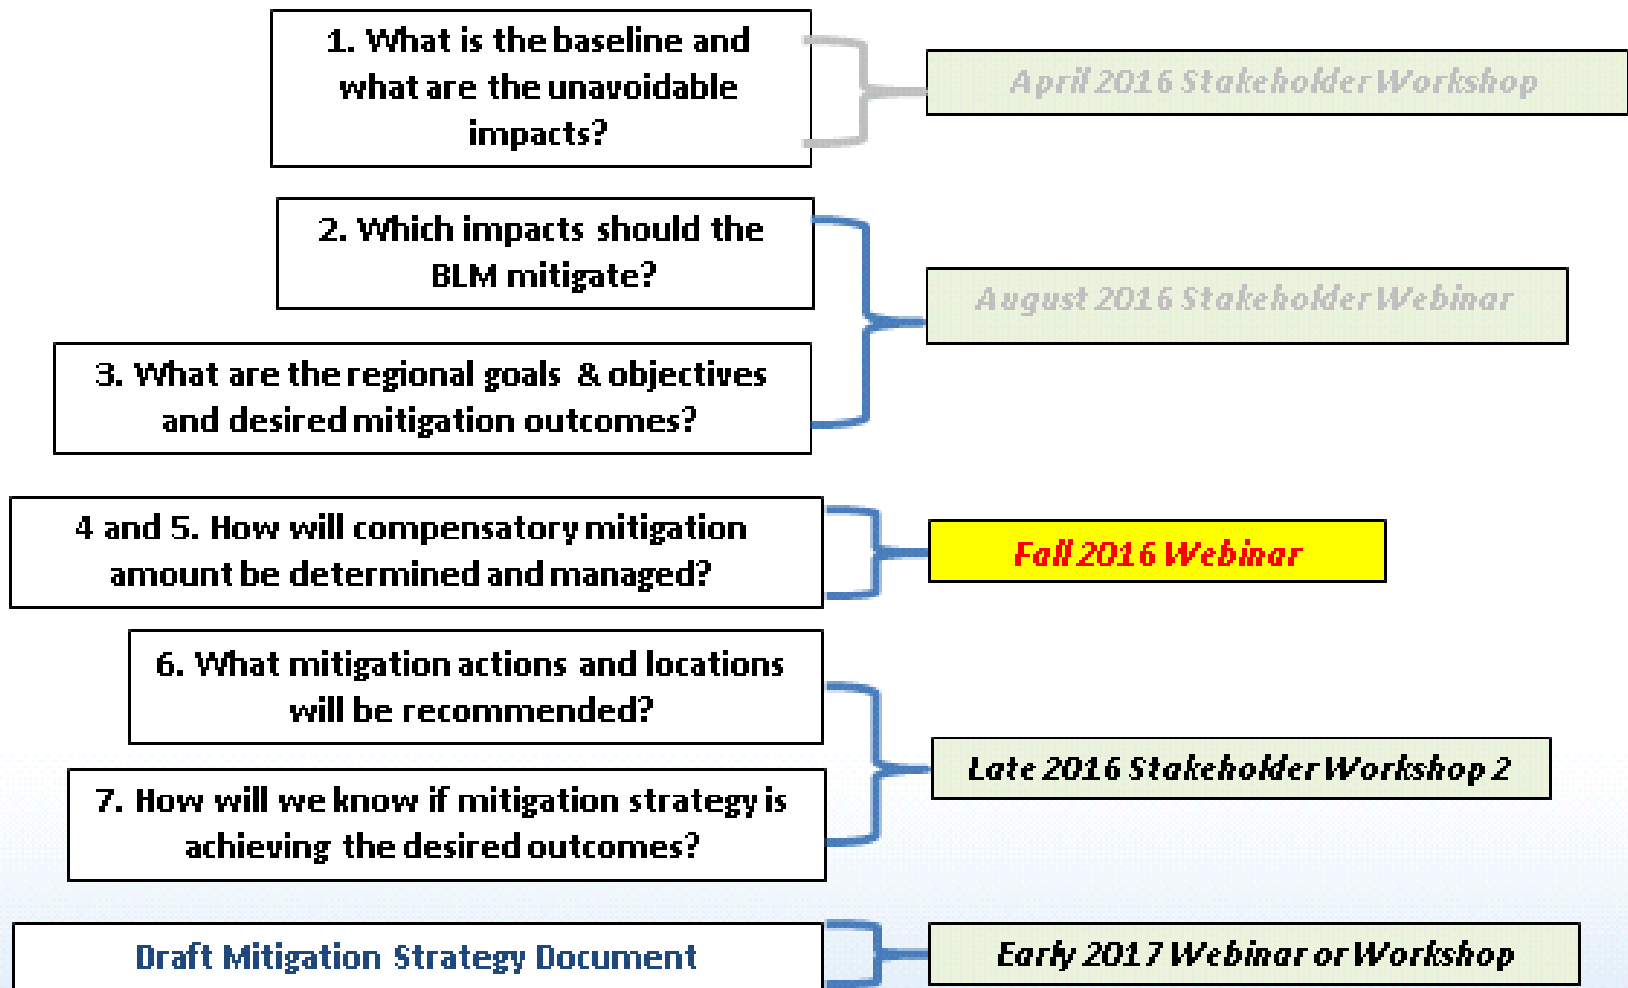 1. What is the baseline and
what are the unavoidable
impacts?
April 2016 Stakeholder Workshop
2. Which impacts should the
BLM mitigate?
August 2016 Stakeholder Webinar
3. What are the regional goals & objectives
and desired mitigation outcomes?
4 and 5. How will compensatory mitigation
amount be determined and managed?
Fall 2016 Webinar
6. What mitigation actions and locations
will be recommended?
Late 2016 Stakeholder Workshop 2
7. How will we know if mitigation strategy is
achieving the desired outcomes?
Draft Mitigation Strategy Document
Early 2017 Webinar or Workshop